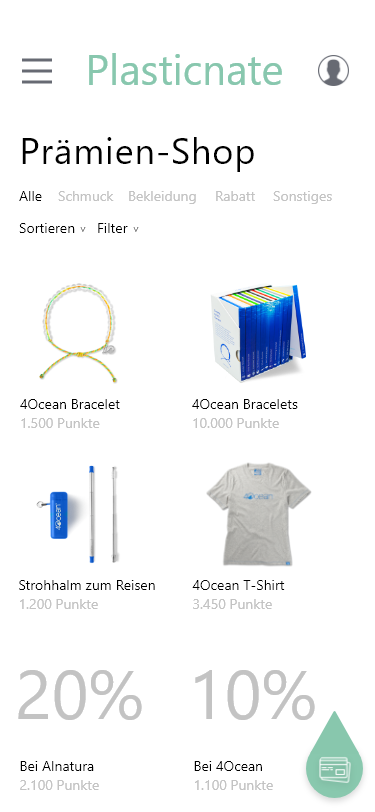 Plasticnate
Prämien-Shop
Alle Schmuck Bekleidung Rabatt Sonstiges
Sortieren v Filter v
4Ocean Bracelet
1.500 Punkte
4Ocean Bracelets
10.000 Punkte
4Ocean
Strohhalm zum Reisen
1.200 Punkte
4Ocean T-Shirt
3.450 Punkte
20%
Bei Alnatura
2.100 Punkte
10%
Bei 4Ocean
1.100 Punkte